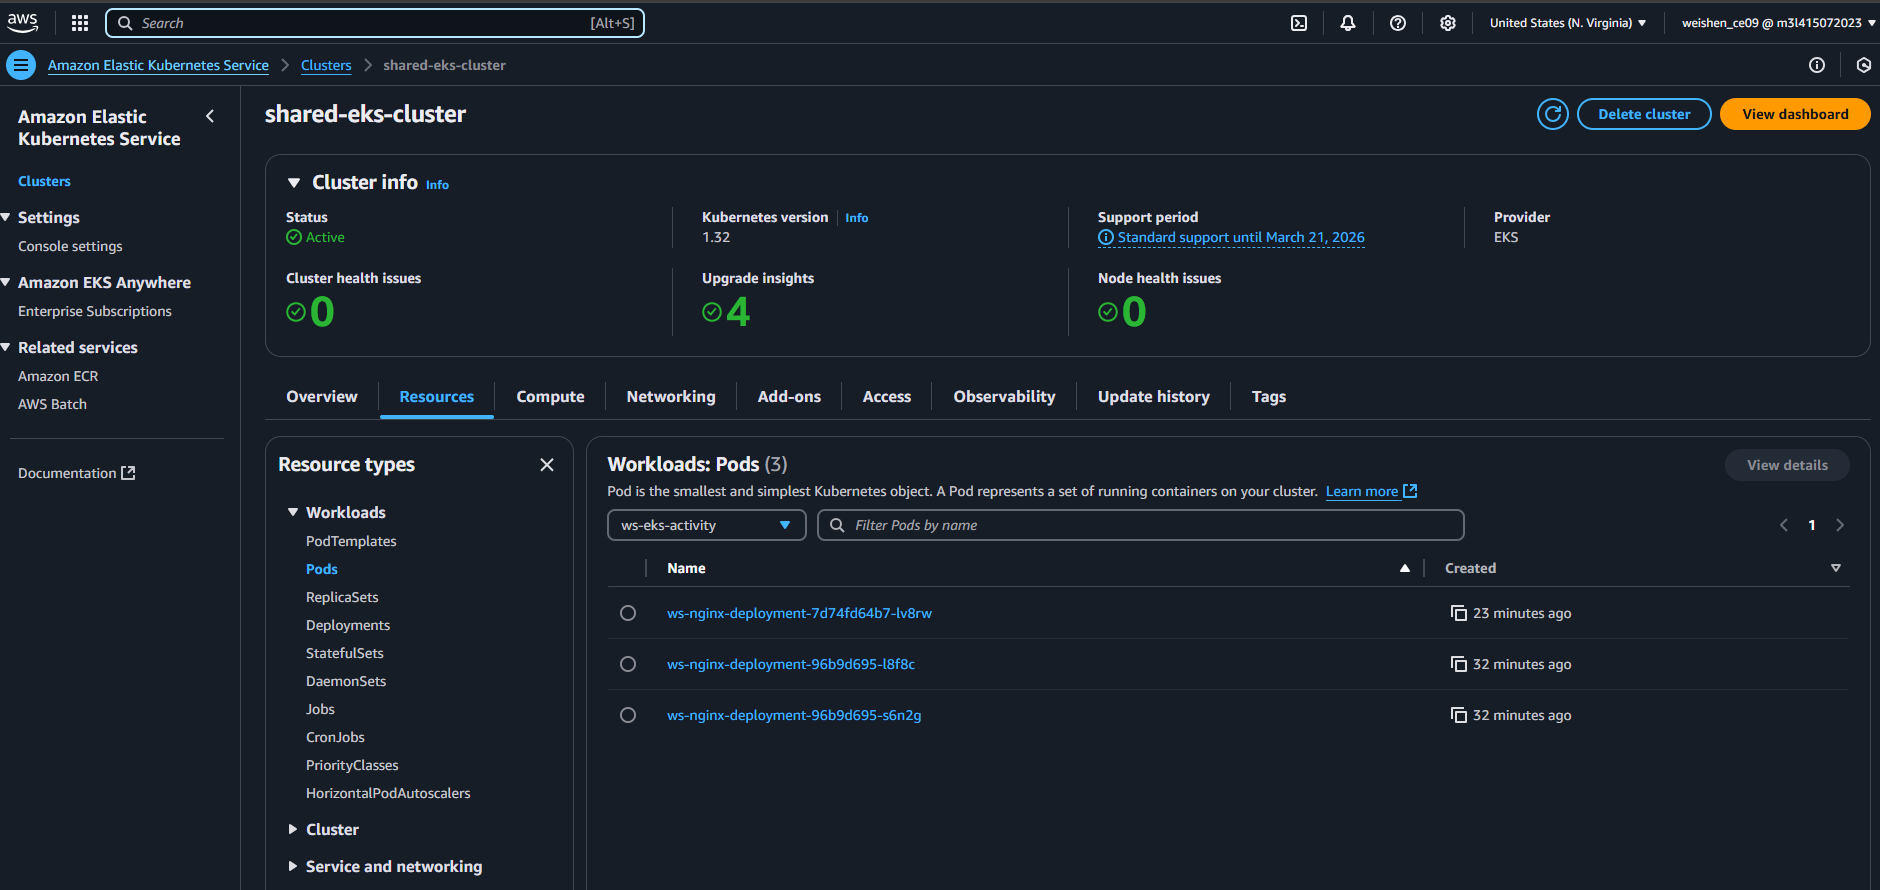 aws
Search [Alt+S]
United States (N. Virginia)
weishen_ce09 @ m3l415072023
Amazon Elastic Kubernetes Service
Clusters
shared-eks-cluster
Amazon Elastic
Kubernetes Service
Clusters
Settings
Console settings
Amazon EKS Anywhere
Enterprise Subscriptions
Related services
Amazon ECR
AWS Batch
Documentation
shared-eks-cluster
Delete cluster
View dashboard
Cluster info Info
Status
Active
Kubernetes version Info
1.32
Support period
Standard support until March 21, 2026
Provider
EKS
Cluster health issues
0
Upgrade insights
4
Node health issues
0
Overview
Resources
Compute
Networking
Add-ons
Access
Observability
Update history
Tags
Resource types
Workloads
PodTemplates
Pods
ReplicaSets
Deployments
StatefulSets
DaemonSets
Jobs
CronJobs
PriorityClasses
HorizontalPodAutoscalers
Cluster
Service and networking
Workloads: Pods (3)
View details
Pod is the smallest and simplest Kubernetes object. A Pod represents a set of running containers on your cluster. Learn more
ws-eks-activity
Filter Pods by name
1
Name Created
ws-nginx-deployment-7d74fd64b7-lv8rw 23 minutes ago
ws-nginx-deployment-96b9d695-l8f8c 32 minutes ago
ws-nginx-deployment-96b9d695-s6n2g 32 minutes ago